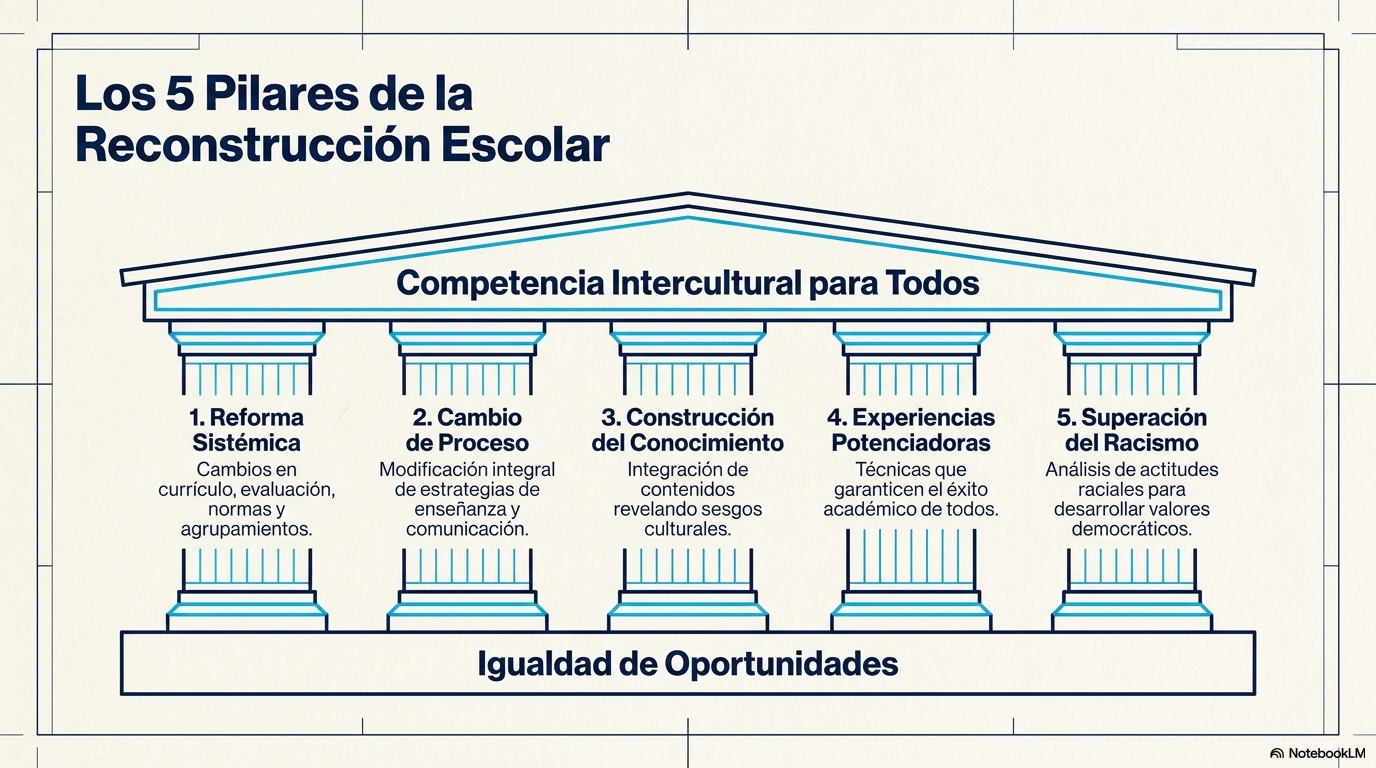 Los 5 Pilares de la
Reconstrucción Escolar
Competencia Intercultural para Todos
1. Reforma
Sistémica
Cambios en
currículo, evaluación,
normas y
agrupamientos.
2. Cambio
de Proceso
Modificación integral
de estrategias de
enseñanza y
comunicación.
3. Construcción
del Conocimiento
Integración de
contenidos
revelando sesgos
culturales.
4. Experiencias
Potenciadoras
Técnicas que
garanticen el éxito
académico de todos.
5. Superación
del Racismo
Análisis de actitudes
raciales para
desarrollar valores
democráticos.
Igualdad de Oportunidades
NotebookLM